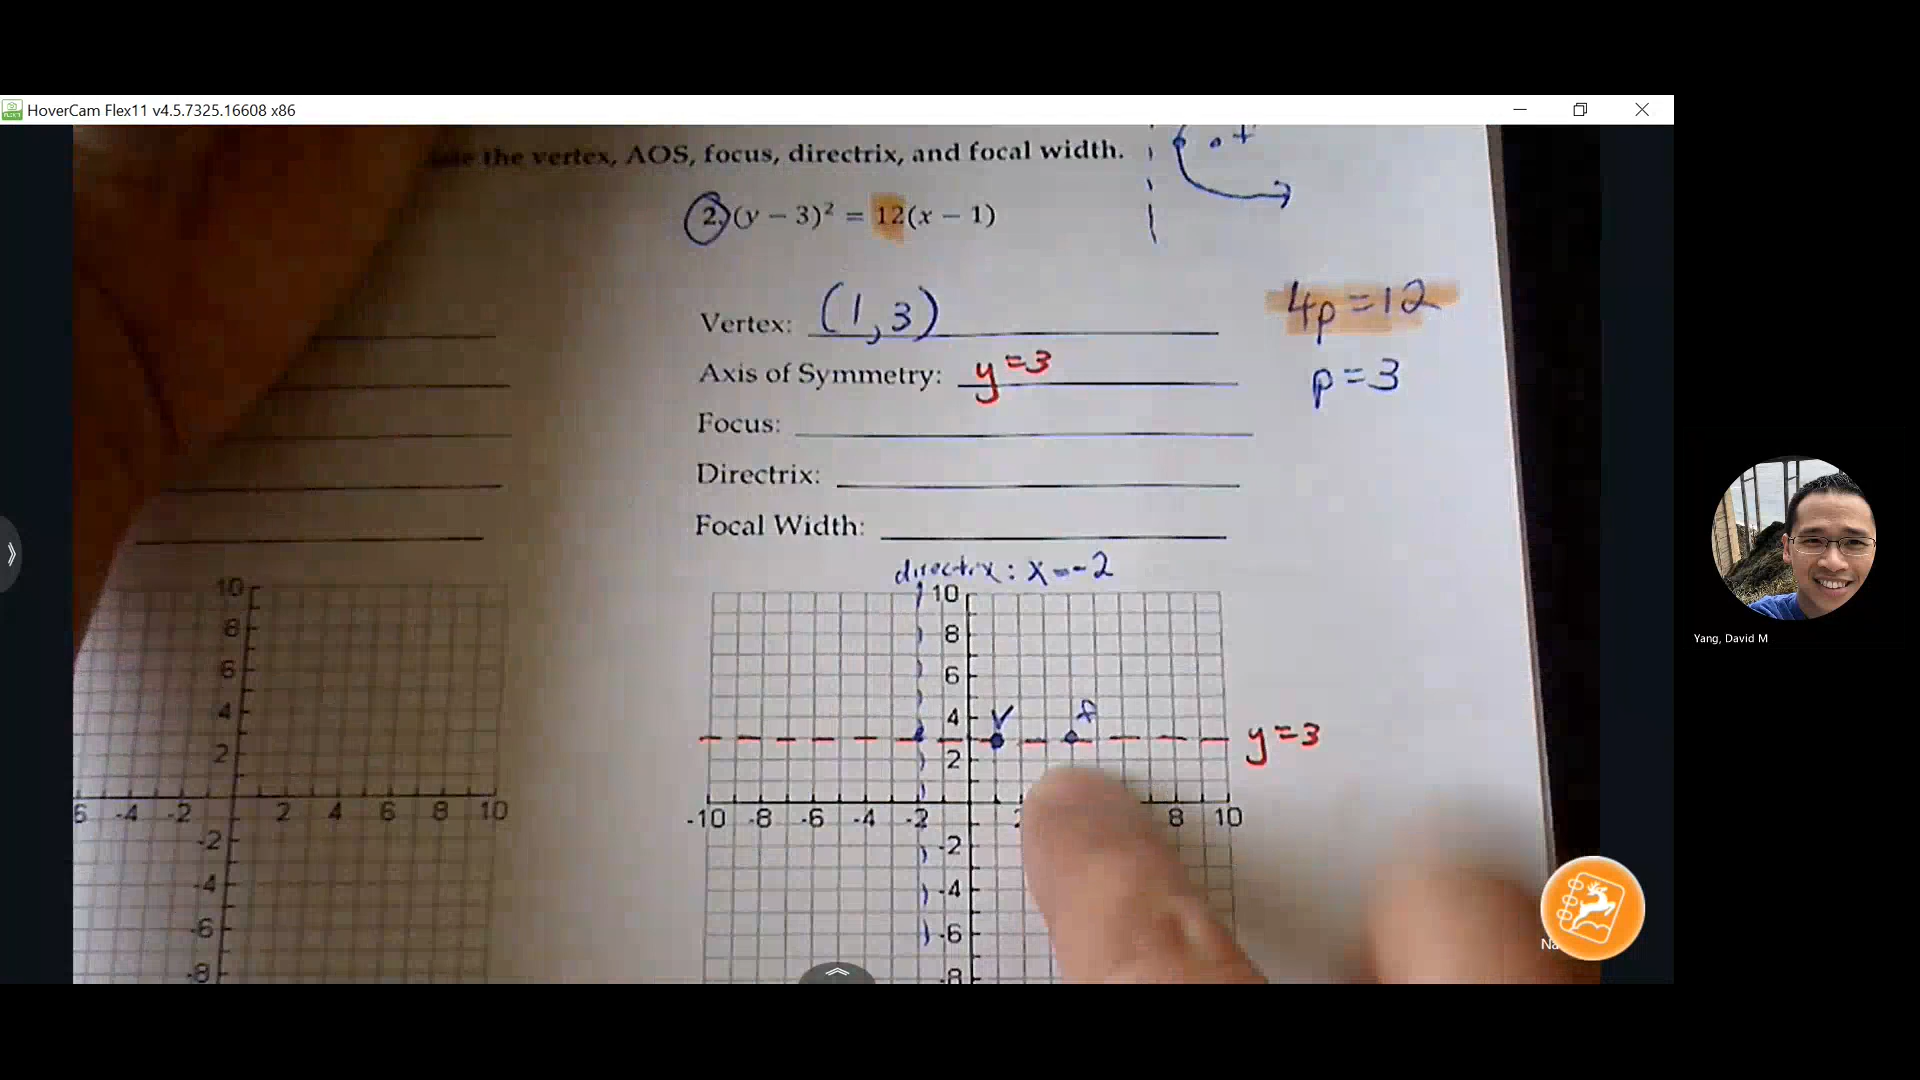 HoverCam Flex11 v4.5.7325.16608 x86
the vertex, AOS, focus, directrix, and focal width.
2. (y − 3)² = 12(x − 1)
Vertex: (1,3)
4p=12
Axis of Symmetry: y=3
p=3
Focus:
Directrix:
Focal Width:
directrix: x=-2
10
8
6
4
2
-4 -2 2 4 6 8 10
-2
-4
-6
-8
10
8
6
4
2
V f
y=3
-10 -8 -6 -4 -2 8 10
-2
-4
-6
-8
Yang, David M